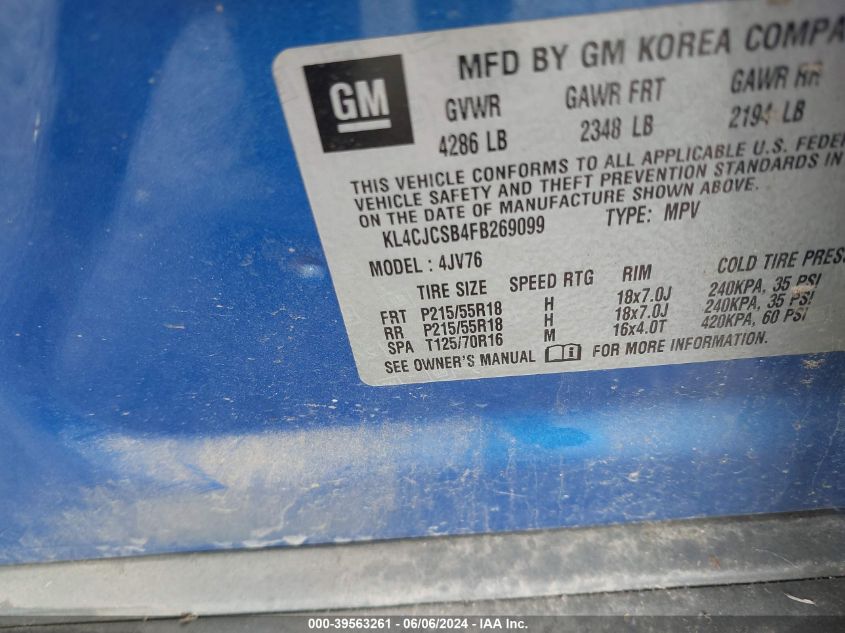 GM
MFD BY GM KOREA COMPA
GVWR GAWR FRT GAWR RR
4286 LB 2348 LB 2194 LB
THIS VEHICLE CONFORMS TO ALL APPLICABLE U.S. FEDER
VEHICLE SAFETY AND THEFT PREVENTION STANDARDS IN
ON THE DATE OF MANUFACTURE SHOWN ABOVE.
KL4CJCSB4FB269099 TYPE: MPV
MODEL : 4JV76
TIRE SIZE SPEED RTG RIM COLD TIRE PRES
FRT P215/55R18 H 18x7.0J 240KPA, 35 PSI
RR P215/55R18 H 18x7.0J 240KPA, 35 PSI
SPA T125/70R16 M 16x4.0T 420KPA, 60 PSI
SEE OWNER'S MANUAL FOR MORE INFORMATION.
000-39563261 - 06/06/2024 - IAA Inc.